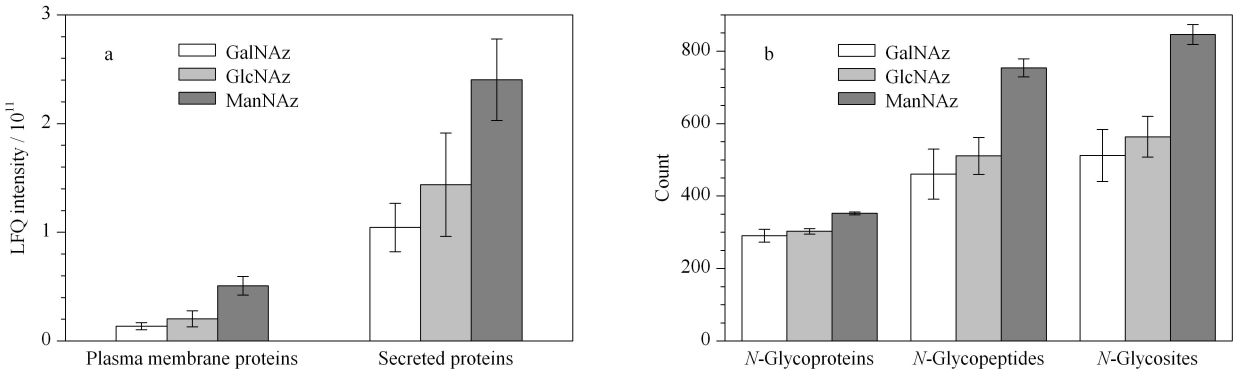 3
2
1
0
LFQ intensity / 10¹¹
a
GalNAz
GlcNAz
ManNAz
Plasma membrane proteins
Secreted proteins
800
600
400
200
0
Count
b
GalNAz
GlcNAz
ManNAz
N-Glycoproteins
N-Glycopeptides
N-Glycosites